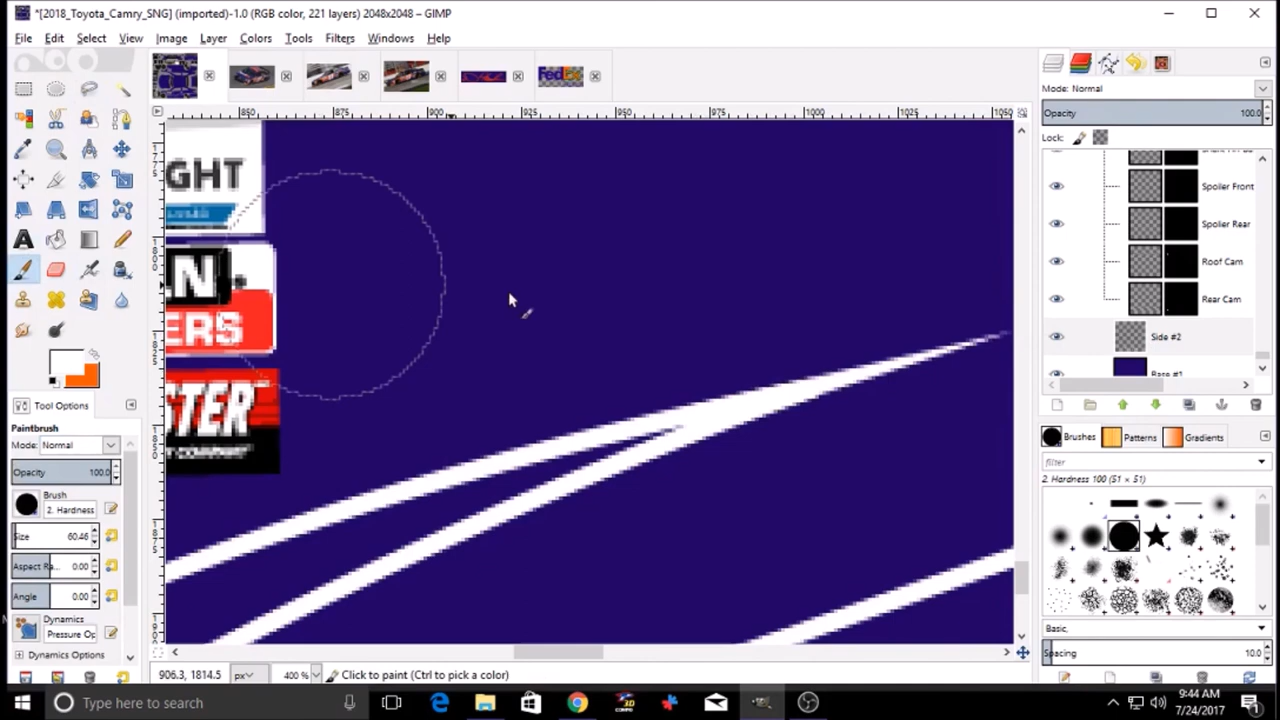 *[2018_Toyota_Camry_SNG] (imported)-1.0 (RGB color, 221 layers) 2048x2048 – GIMP
File Edit Select View Image Layer Colors Tools Filters Windows Help
FedEx
Mode: Normal
Opacity 100.0
Lock:
850 875 900 925 950 975 1000 1025 1050
GHT
AN
ERS
STER
Spoiler Front
Spolier Rear
Roof Cam
Rear Cam
Side #2
Base #1
Tool Options
Paintbrush
Mode: Normal
Opacity 100.0
Brush
2. Hardness
Size 60.46
Aspect Ra... 0.00
Angle 0.00
Dynamics
Pressure Op
Dynamics Options
Brushes Patterns Gradients
filter
2. Hardness 100 (51 × 51)
Basic,
Spacing 10.0
906.3, 1814.5 px 400 % Click to paint (Ctrl to pick a color)
Type here to search
9:44 AM
7/24/2017